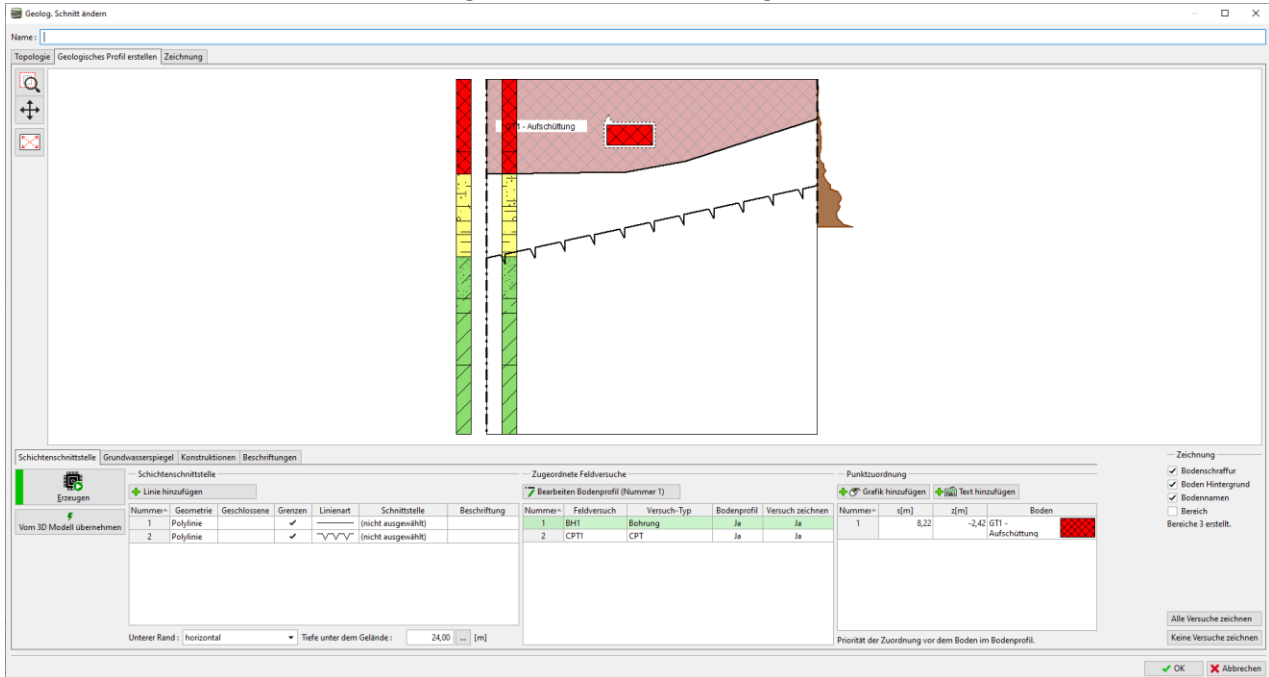 Geolog. Schnitt ändern
Name :
Topologie Geologisches Profil erstellen Zeichnung
GT1 - Aufschüttung
Schichtenschnittstelle Grundwasserspiegel Konstruktionen Beschriftungen
Erzeugen
Vom 3D Modell übernehmen
Schichtenschnittstelle
Linie hinzufügen
Nummer Geometrie Geschlossene Grenzen Linienart Schnittstelle Beschriftung
1 Polylinie (nicht ausgewählt)
2 Polylinie (nicht ausgewählt)
Unterer Rand : horizontal Tiefe unter dem Gelände : 24,00 ... [m]
Zugeordnete Feldversuche
Bearbeiten Bodenprofil (Nummer 1)
Nummer Feldversuch Versuch-Typ Bodenprofil Versuch zeichnen
1 BH1 Bohrung Ja Ja
2 CPT1 CPT Ja Ja
Punktzuordnung
Grafik hinzufügen Text hinzufügen
Nummer s[m] z[m] Boden
1 8,22 -2,42 GT1 -
Aufschüttung
Priorität der Zuordnung vor dem Boden im Bodenprofil.
Zeichnung
Bodenschraffur
Boden Hintergrund
Bodennamen
Bereich
Bereiche 3 erstellt.
Alle Versuche zeichnen
Keine Versuche zeichnen
OK Abbrechen